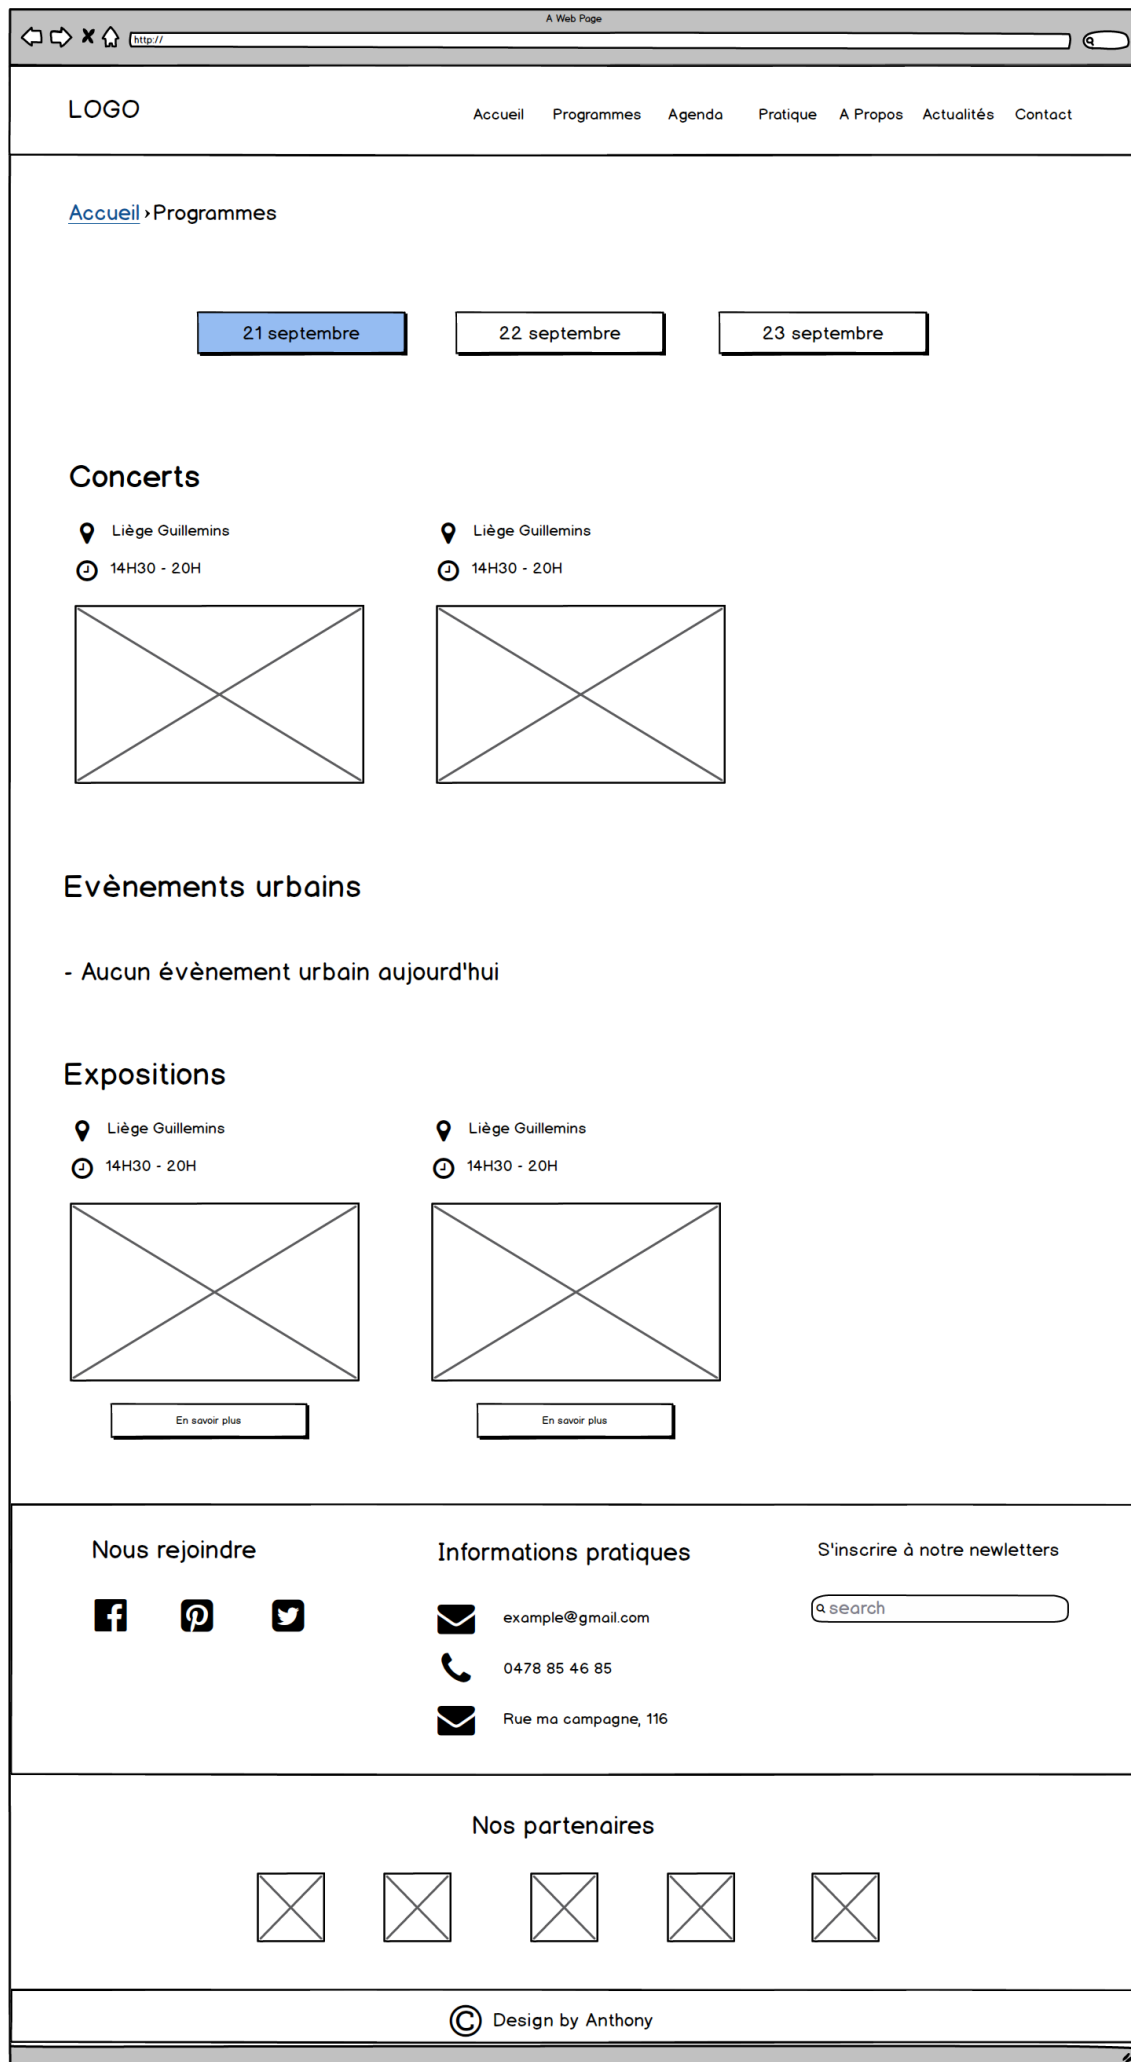 A Web Page
http://
LOGO
Accueil Programmes Agenda Pratique A Propos Actualités Contact
Accueil › Programmes
21 septembre 22 septembre 23 septembre
Concerts
Liège Guillemins Liège Guillemins
14H30 - 20H 14H30 - 20H
Evènements urbains
- Aucun évènement urbain aujourd'hui
Expositions
Liège Guillemins Liège Guillemins
14H30 - 20H 14H30 - 20H
En savoir plus En savoir plus
Nous rejoindre Informations pratiques S'inscrire à notre newletters
example@gmail.com search
0478 85 46 85
Rue ma campagne, 116
Nos partenaires
© Design by Anthony